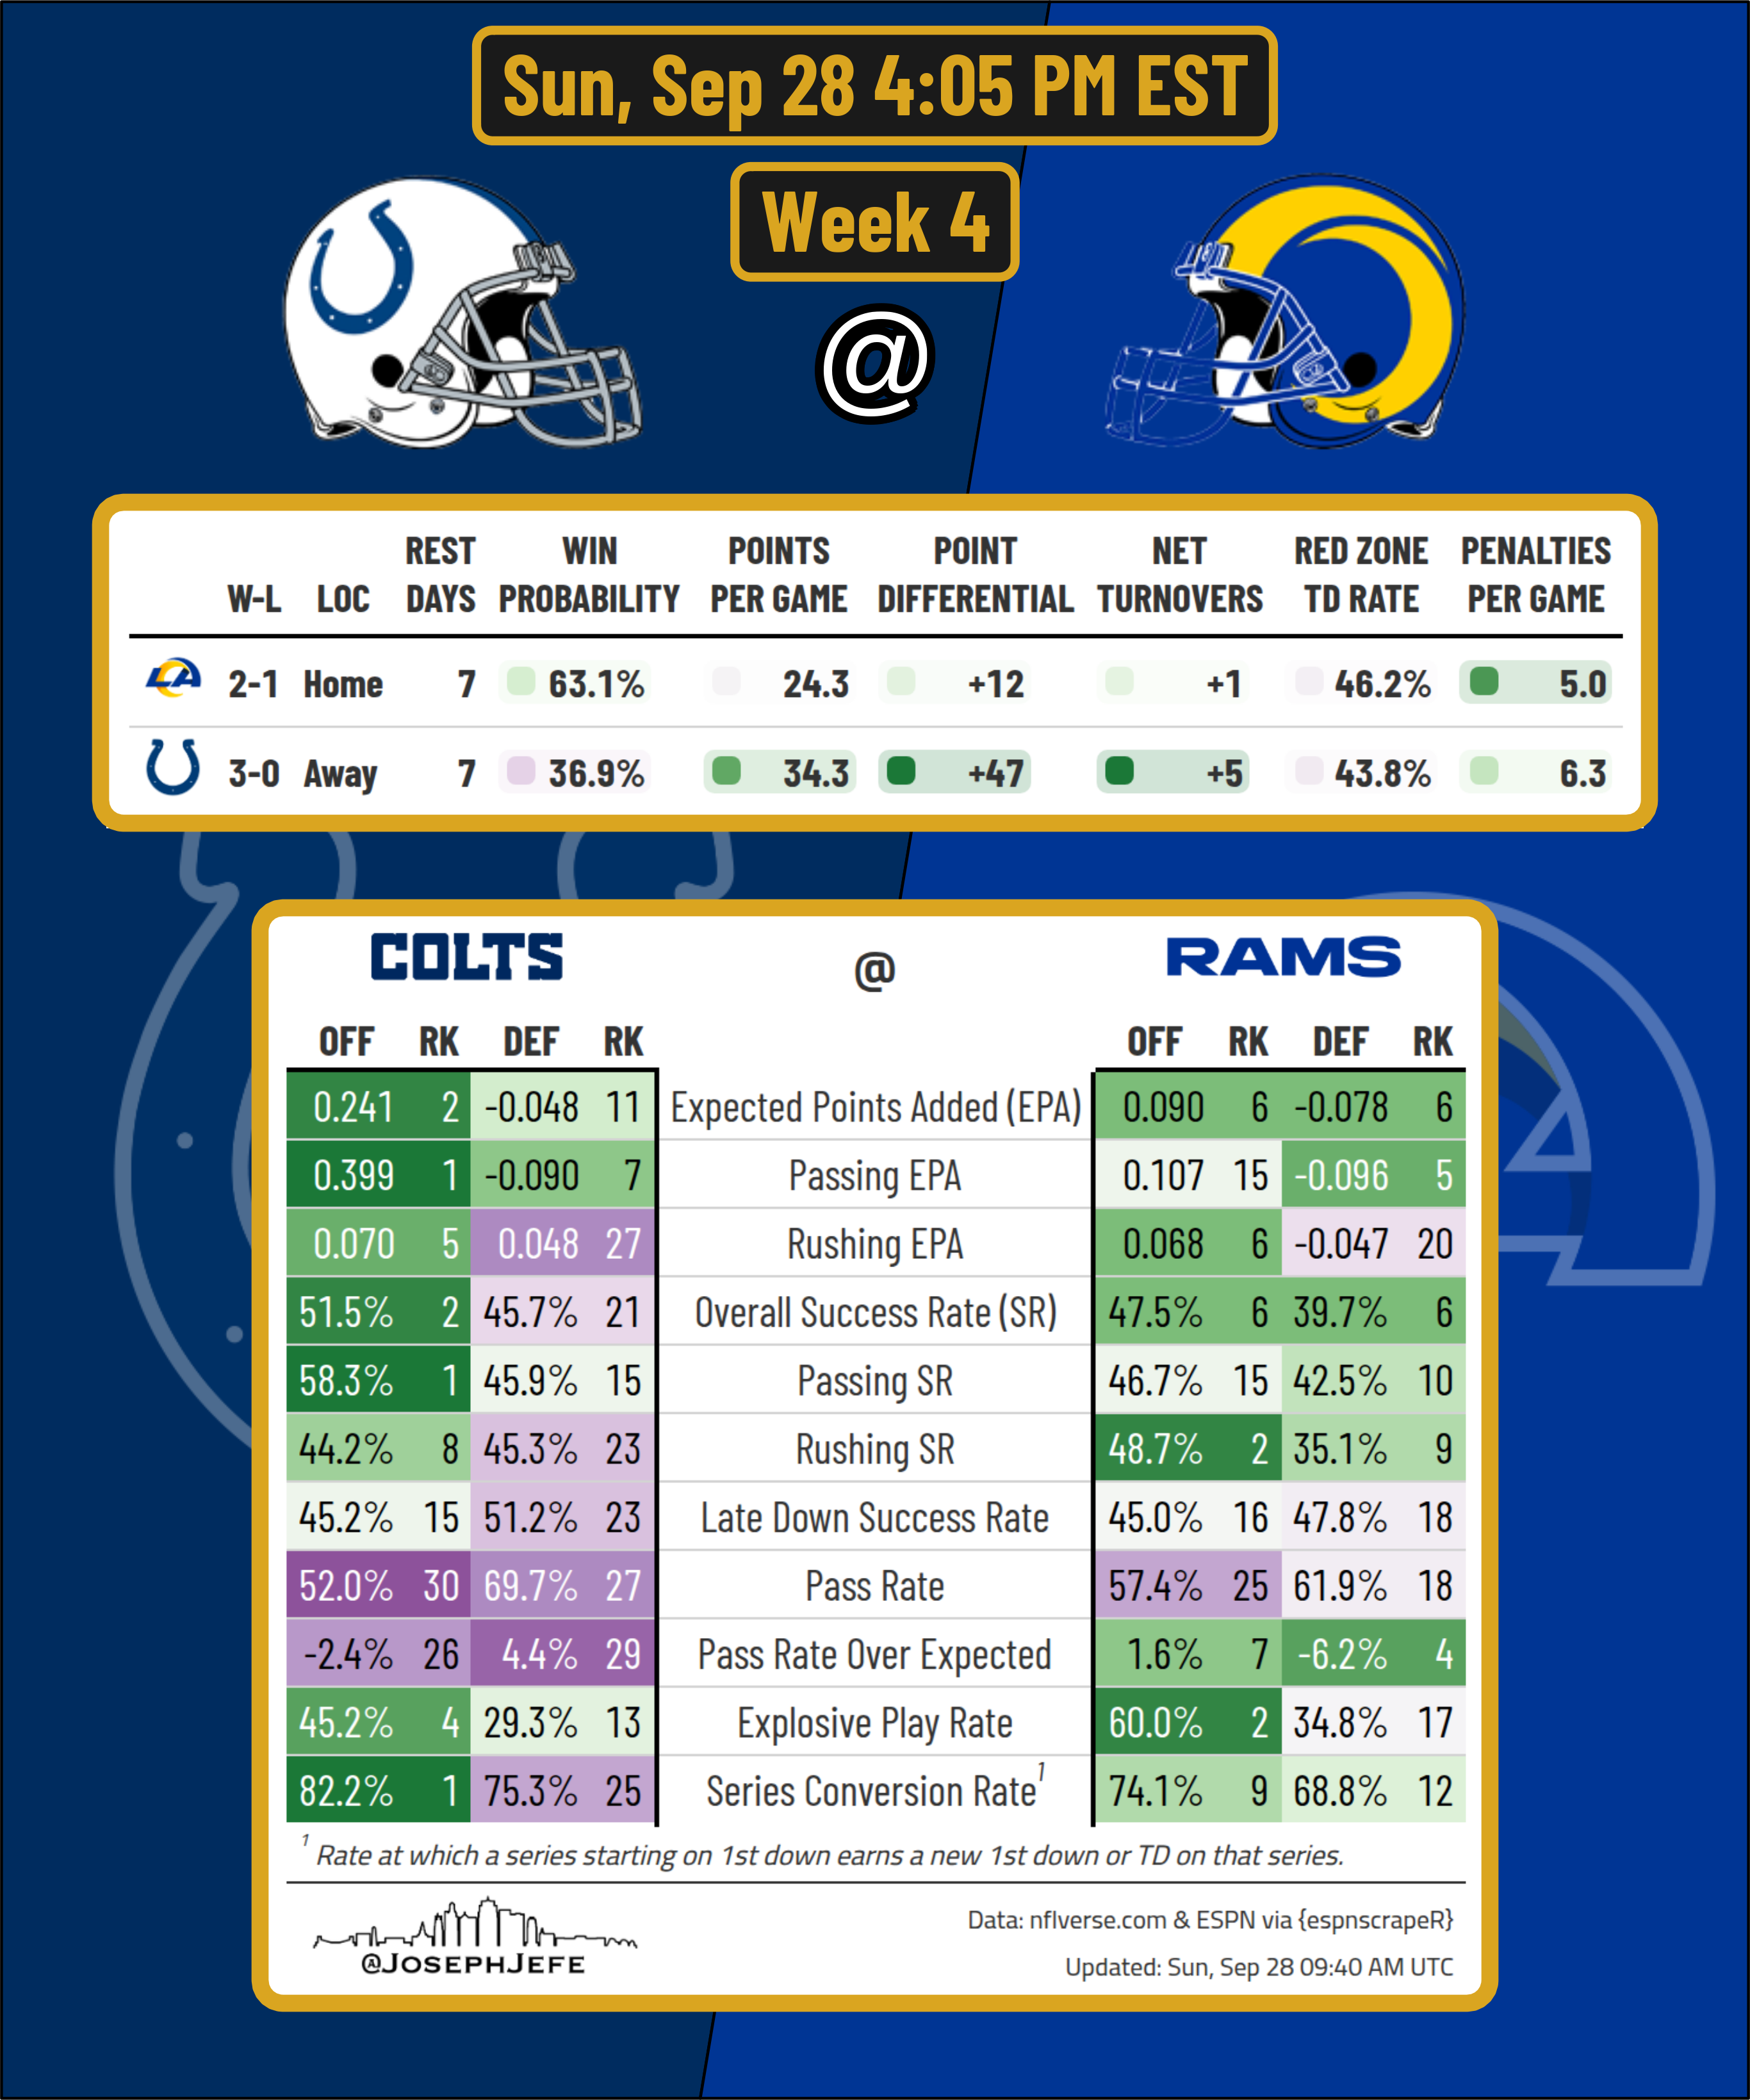 Sun, Sep 28 4:05 PM EST
Week 4
@
REST WIN POINTS POINT NET RED ZONE PENALTIES
W-L LOC DAYS PROBABILITY PER GAME DIFFERENTIAL TURNOVERS TD RATE PER GAME
LA 2-1 Home 7 63.1% 24.3 +12 +1 46.2% 5.0
3-0 Away 7 36.9% 34.3 +47 +5 43.8% 6.3
COLTS @ RAMS
OFF RK DEF RK OFF RK DEF RK
0.241 2 -0.048 11 Expected Points Added (EPA) 0.090 6 -0.078 6
0.399 1 -0.090 7 Passing EPA 0.107 15 -0.096 5
0.070 5 0.048 27 Rushing EPA 0.068 6 -0.047 20
51.5% 2 45.7% 21 Overall Success Rate (SR) 47.5% 6 39.7% 6
58.3% 1 45.9% 15 Passing SR 46.7% 15 42.5% 10
44.2% 8 45.3% 23 Rushing SR 48.7% 2 35.1% 9
45.2% 15 51.2% 23 Late Down Success Rate 45.0% 16 47.8% 18
52.0% 30 69.7% 27 Pass Rate 57.4% 25 61.9% 18
-2.4% 26 4.4% 29 Pass Rate Over Expected 1.6% 7 -6.2% 4
45.2% 4 29.3% 13 Explosive Play Rate 60.0% 2 34.8% 17
82.2% 1 75.3% 25 Series Conversion Rate¹ 74.1% 9 68.8% 12
¹ Rate at which a series starting on 1st down earns a new 1st down or TD on that series.
@JOSEPHJEFE
Data: nflverse.com & ESPN via {espnscrapeR}
Updated: Sun, Sep 28 09:40 AM UTC